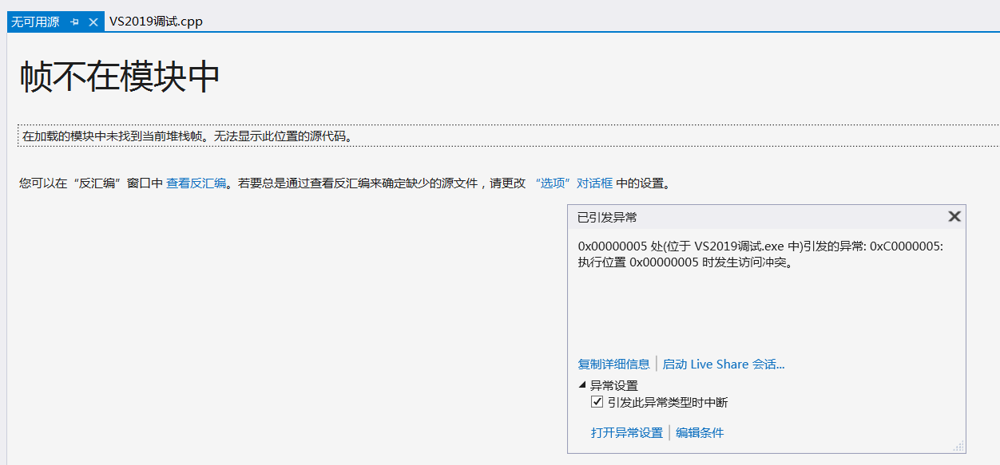 无可用源
VS2019调试.cpp
帧不在模块中
在加载的模块中未找到当前堆栈帧。无法显示此位置的源代码。
您可以在“反汇编”窗口中 查看反汇编。若要总是通过查看反汇编来确定缺少的源文件，请更改 “选项”对话框 中的设置。
已引发异常
0x00000005 处(位于 VS2019调试.exe 中)引发的异常: 0xC0000005:
执行位置 0x00000005 时发生访问冲突。
复制详细信息 | 启动 Live Share 会话...
异常设置
引发此异常类型时中断
打开异常设置 | 编辑条件